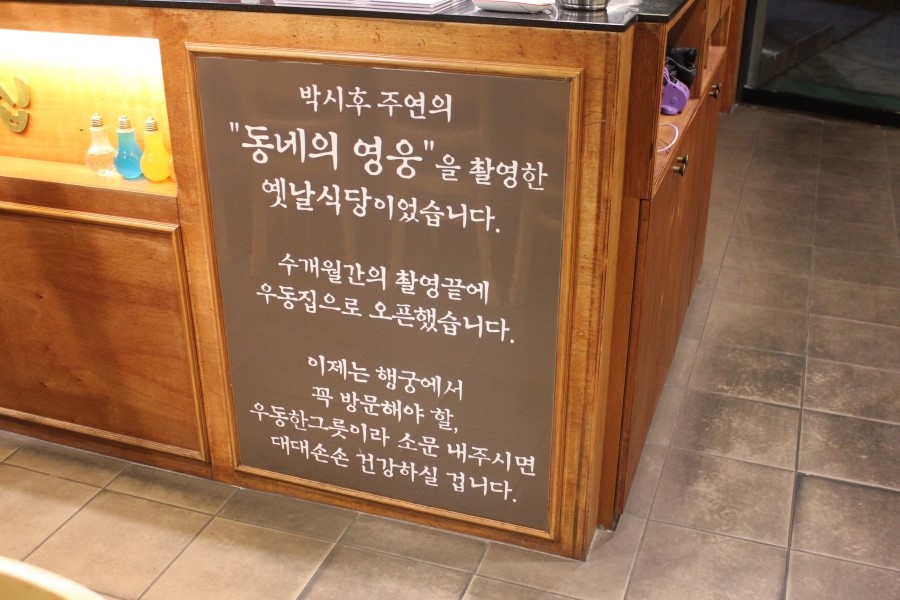 박시후 주연의
"동네의 영웅"을 촬영한
옛날식당이었습니다.
수개월간의 촬영끝에
우동집으로 오픈했습니다.
이제는 행궁에서
꼭 방문해야 할,
우동한그릇이라 소문 내주시면
대대손손 건강하실 겁니다.